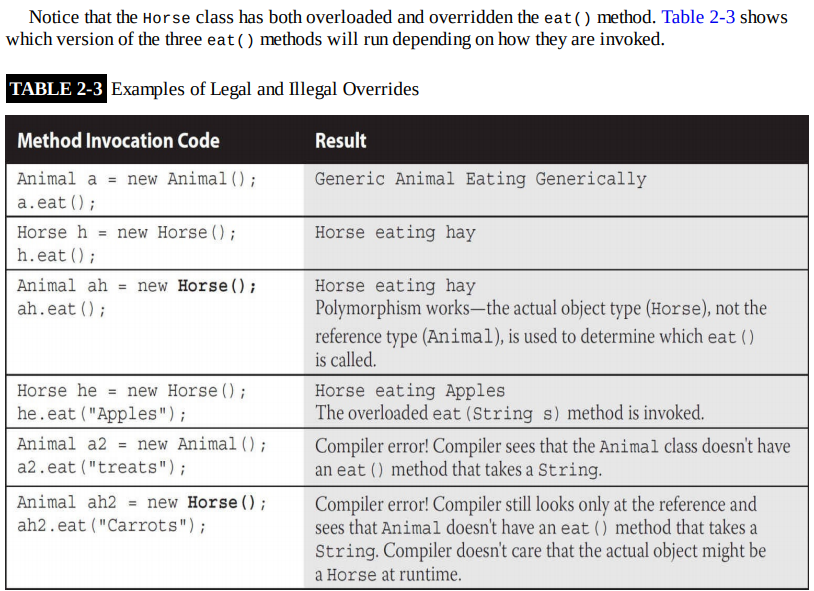 Notice that the Horse class has both overloaded and overridden the eat() method. Table 2-3 shows
which version of the three eat() methods will run depending on how they are invoked.
TABLE 2-3 Examples of Legal and Illegal Overrides
Method Invocation Code
Result
Animal a = new Animal();
a.eat();
Generic Animal Eating Generically
Horse h = new Horse();
h.eat();
Horse eating hay
Animal ah = new Horse();
ah.eat();
Horse eating hay
Polymorphism works—the actual object type (Horse), not the
reference type (Animal), is used to determine which eat()
is called.
Horse he = new Horse();
he.eat("Apples");
Horse eating Apples
The overloaded eat(String s) method is invoked.
Animal a2 = new Animal();
a2.eat("treats");
Compiler error! Compiler sees that the Animal class doesn't have
an eat() method that takes a String.
Animal ah2 = new Horse();
ah2.eat("Carrots");
Compiler error! Compiler still looks only at the reference and
sees that Animal doesn't have an eat() method that takes a
String. Compiler doesn't care that the actual object might be
a Horse at runtime.